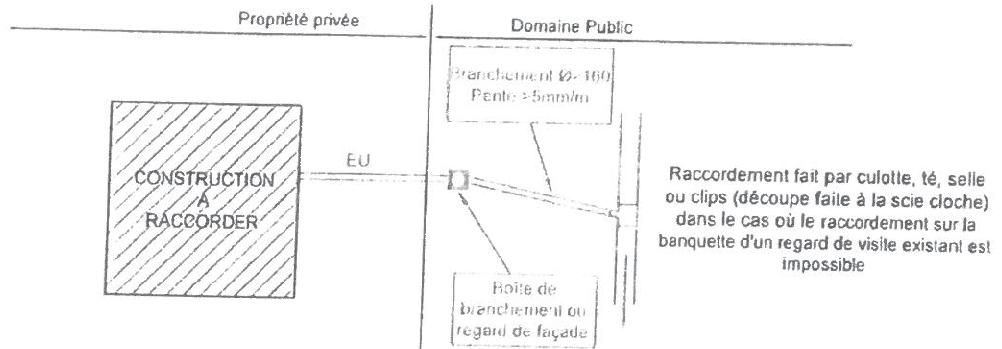 Propriété privée
Domaine Public
Branchement Ø>160
Pente >5mm/m
EU
CONSTRUCTION
A
RACCORDER
Raccordement fait par culotte, té, selle
ou clips (découpe faite à la scie cloche)
dans le cas où le raccordement sur la
banquette d'un regard de visite existant est
impossible
Boîte de
branchement ou
regard de façade